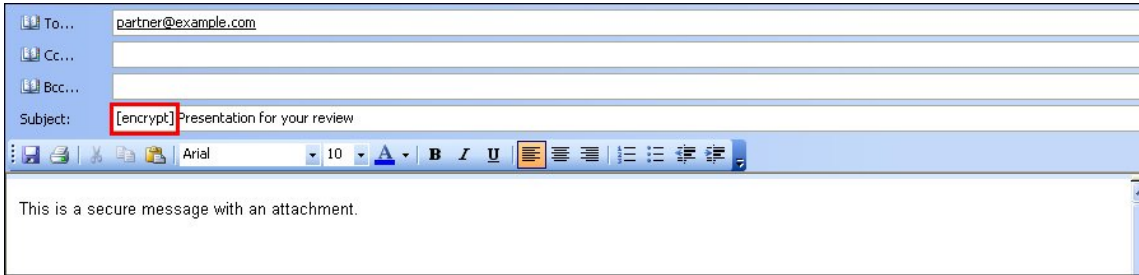 To...
partner@example.com
Cc...
Bcc...
Subject:
[encrypt] Presentation for your review
Arial
10
A
B I U
This is a secure message with an attachment.